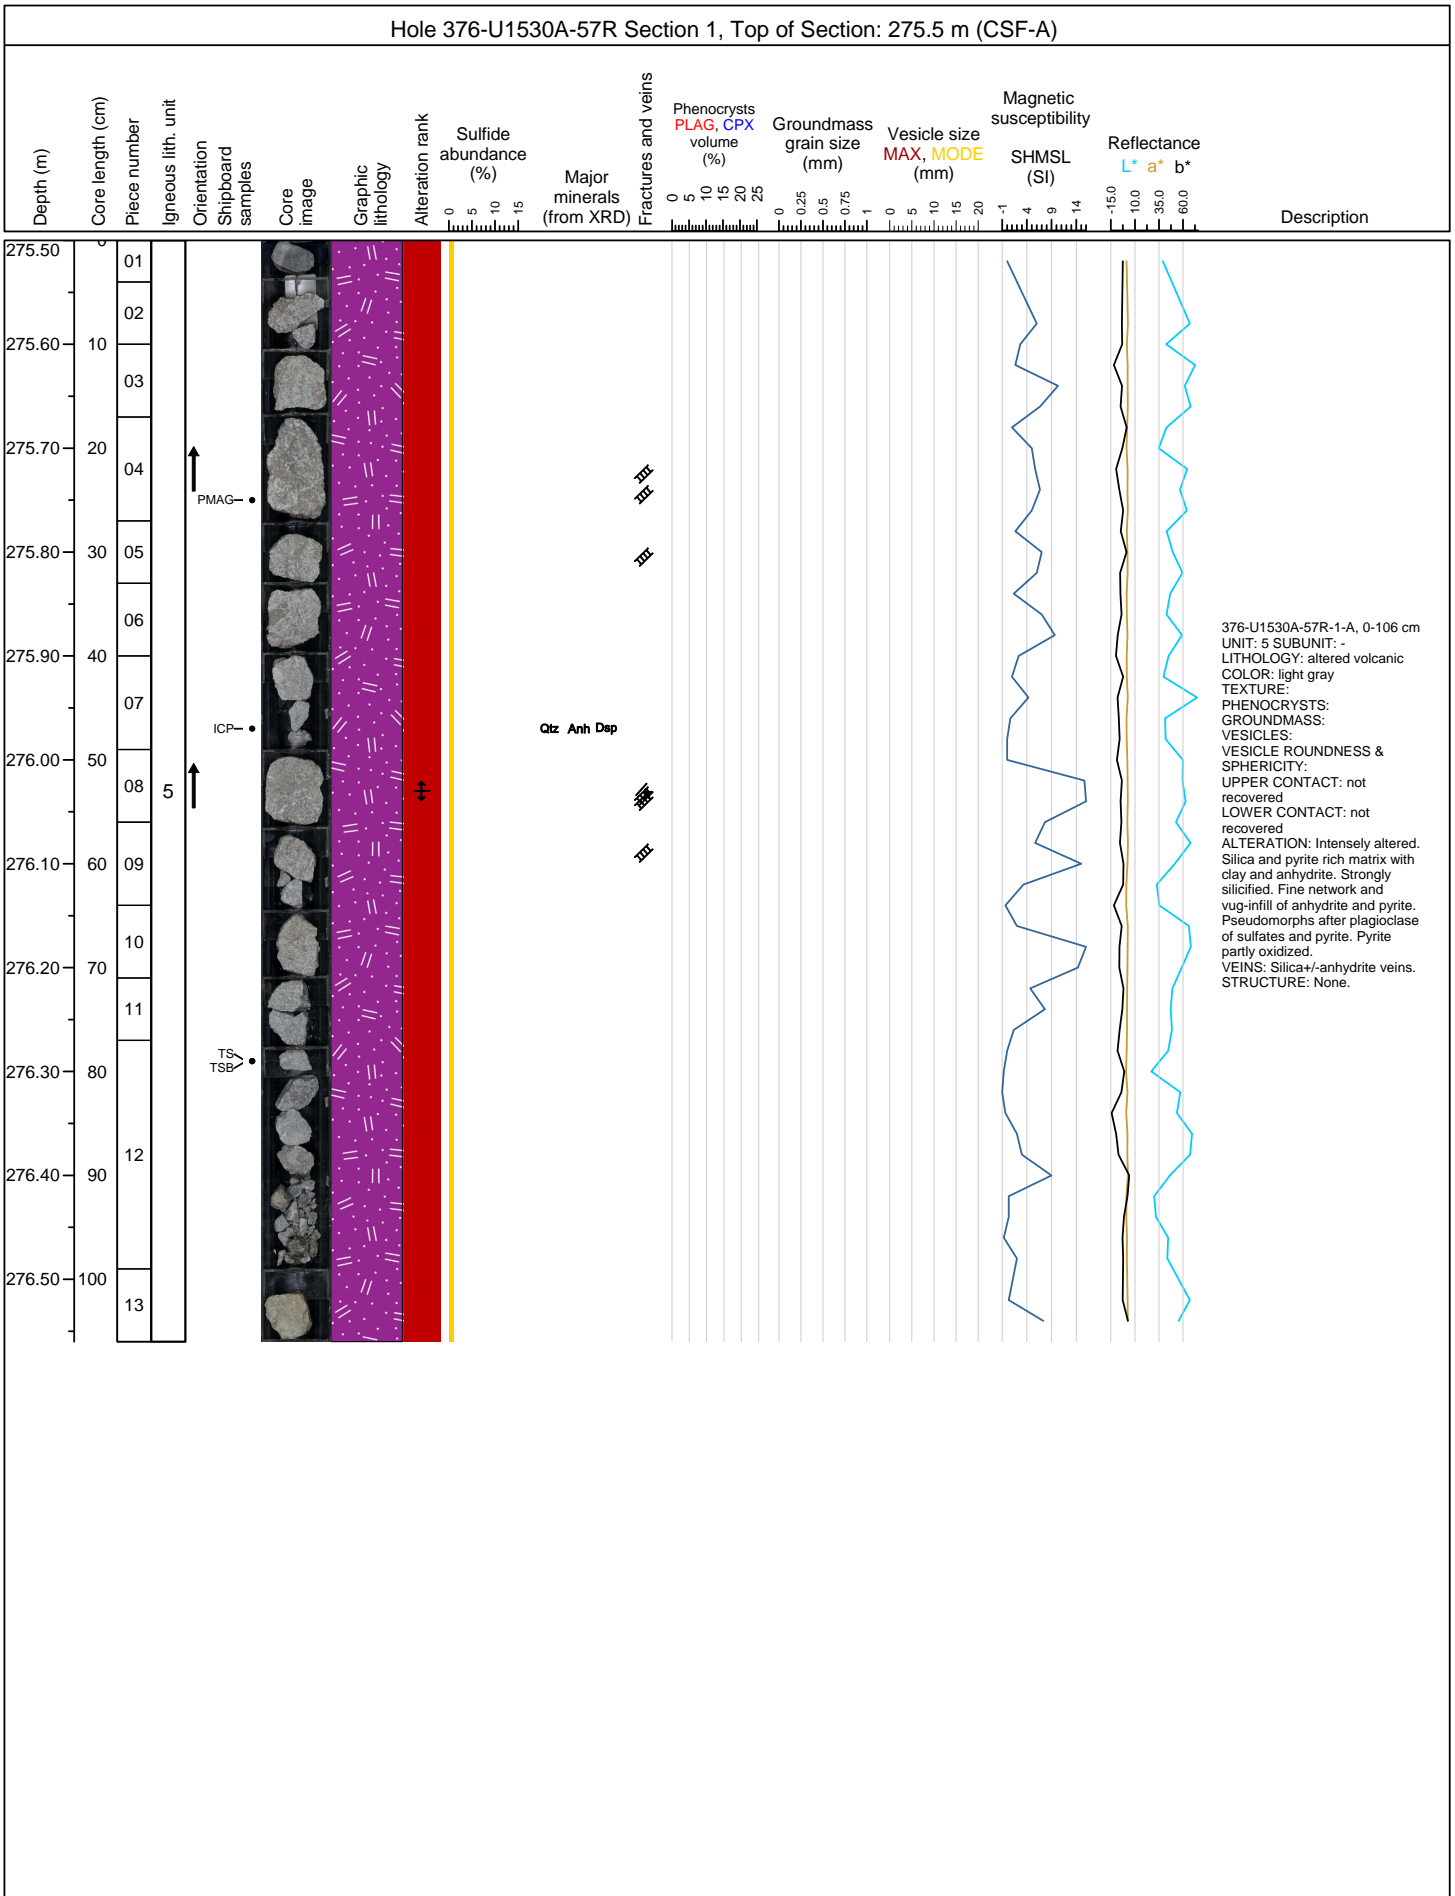 Hole 376-U1530A-57R Section 1, Top of Section: 275.5 m (CSF-A)
Depth (m)
Core length (cm)
Piece number
Igneous lith. unit
Orientation
Shipboard
samples
Core
image
Graphic
lithology
Alteration rank
Sulfide
abundance
(%)
0 5 10 15
Major
minerals
(from XRD)
Fractures and veins
Phenocrysts
PLAG, CPX
volume
(%)
0 5 10 15 20 25
Groundmass
grain size
(mm)
0 0.25 0.5 0.75 1
Vesicle size
MAX, MODE
(mm)
0 5 10 15 20
Magnetic
susceptibility
SHMSL
(SI)
-1 4 9 14
Reflectance
L* a* b*
-15.0 10.0 35.0 60.0
Description
275.50 0 01
02
275.60 10
03
275.70 20
04
PMAG
275.80 30 05
06
275.90 40
07
ICP
Qtz Anh Dsp
276.00 50
08
5
276.10 60 09
10
276.20 70
11
TS
TSB
276.30 80
12
276.40 90
276.50 100
13
376-U1530A-57R-1-A, 0-106 cm
UNIT: 5 SUBUNIT: -
LITHOLOGY: altered volcanic
COLOR: light gray
TEXTURE:
PHENOCRYSTS:
GROUNDMASS:
VESICLES:
VESICLE ROUNDNESS &
SPHERICITY:
UPPER CONTACT: not
recovered
LOWER CONTACT: not
recovered
ALTERATION: Intensely altered.
Silica and pyrite rich matrix with
clay and anhydrite. Strongly
silicified. Fine network and
vug-infill of anhydrite and pyrite.
Pseudomorphs after plagioclase
of sulfates and pyrite. Pyrite
partly oxidized.
VEINS: Silica+/-anhydrite veins.
STRUCTURE: None.